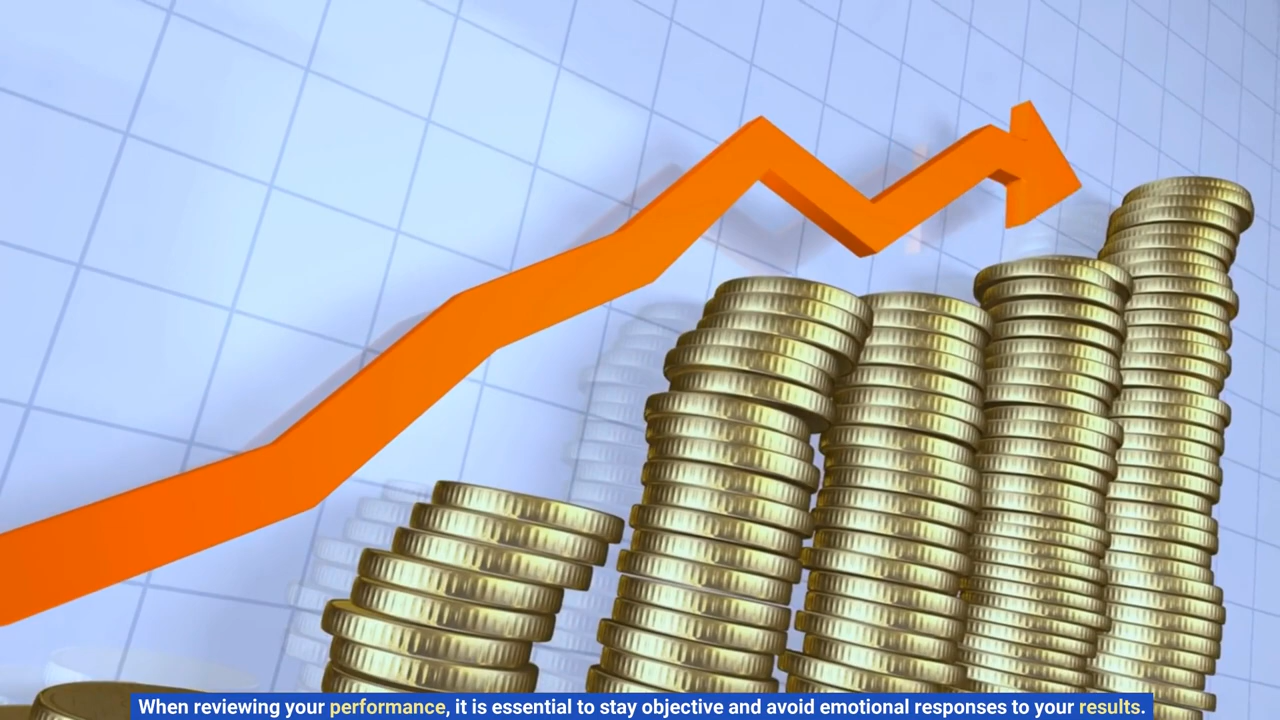 When reviewing your performance, it is essential to stay objective and avoid emotional responses to your results.